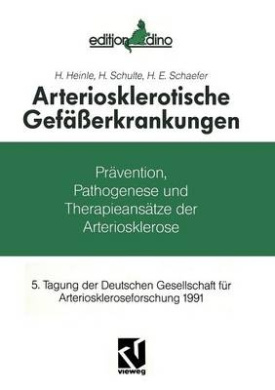 edition dino
H. Heinle, H. Schulte, H. E. Schaefer
Arteriosklerotische
Gefäßerkrankungen
Prävention,
Pathogenese und
Therapieansätze der
Arteriosklerose
5. Tagung der Deutschen Gesellschaft für
Arterioskleroseforschung 1991
vieweg